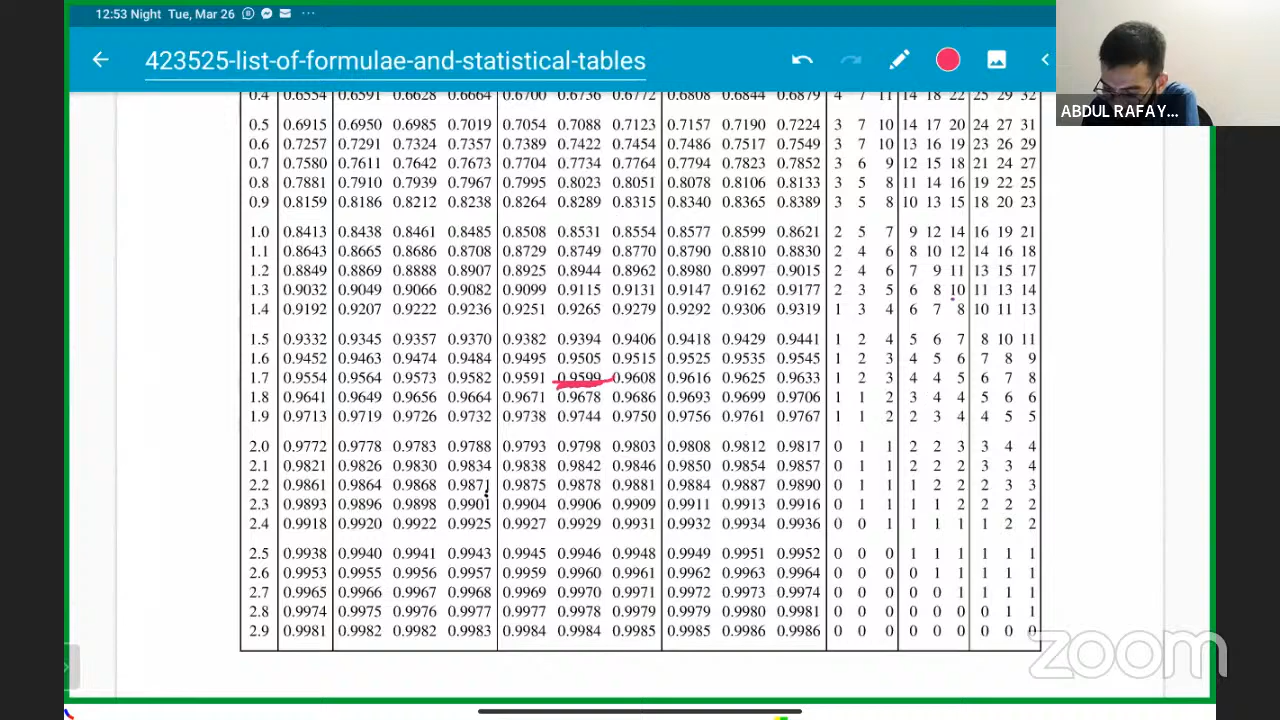 12:53 Night Tue, Mar 26
423525-list-of-formulae-and-statistical-tables
ABDUL RAFAY...
0.4 0.6554 0.6591 0.6628 0.6664 0.6700 0.6736 0.6772 0.6808 0.6844 0.6879 4 7 11 14 18 22 25 29 32
0.5 0.6915 0.6950 0.6985 0.7019 0.7054 0.7088 0.7123 0.7157 0.7190 0.7224 3 7 10 14 17 20 24 27 31
0.6 0.7257 0.7291 0.7324 0.7357 0.7389 0.7422 0.7454 0.7486 0.7517 0.7549 3 7 10 13 16 19 23 26 29
0.7 0.7580 0.7611 0.7642 0.7673 0.7704 0.7734 0.7764 0.7794 0.7823 0.7852 3 6 9 12 15 18 21 24 27
0.8 0.7881 0.7910 0.7939 0.7967 0.7995 0.8023 0.8051 0.8078 0.8106 0.8133 3 5 8 11 14 16 19 22 25
0.9 0.8159 0.8186 0.8212 0.8238 0.8264 0.8289 0.8315 0.8340 0.8365 0.8389 3 5 8 10 13 15 18 20 23
1.0 0.8413 0.8438 0.8461 0.8485 0.8508 0.8531 0.8554 0.8577 0.8599 0.8621 2 5 7 9 12 14 16 19 21
1.1 0.8643 0.8665 0.8686 0.8708 0.8729 0.8749 0.8770 0.8790 0.8810 0.8830 2 4 6 8 10 12 14 16 18
1.2 0.8849 0.8869 0.8888 0.8907 0.8925 0.8944 0.8962 0.8980 0.8997 0.9015 2 4 6 7 9 11 13 15 17
1.3 0.9032 0.9049 0.9066 0.9082 0.9099 0.9115 0.9131 0.9147 0.9162 0.9177 2 3 5 6 8 10 11 13 14
1.4 0.9192 0.9207 0.9222 0.9236 0.9251 0.9265 0.9279 0.9292 0.9306 0.9319 1 3 4 6 7 8 10 11 13
1.5 0.9332 0.9345 0.9357 0.9370 0.9382 0.9394 0.9406 0.9418 0.9429 0.9441 1 2 4 5 6 7 8 10 11
1.6 0.9452 0.9463 0.9474 0.9484 0.9495 0.9505 0.9515 0.9525 0.9535 0.9545 1 2 3 4 5 6 7 8 9
1.7 0.9554 0.9564 0.9573 0.9582 0.9591 0.9599 0.9608 0.9616 0.9625 0.9633 1 2 3 4 4 5 6 7 8
1.8 0.9641 0.9649 0.9656 0.9664 0.9671 0.9678 0.9686 0.9693 0.9699 0.9706 1 1 2 3 4 4 5 6 6
1.9 0.9713 0.9719 0.9726 0.9732 0.9738 0.9744 0.9750 0.9756 0.9761 0.9767 1 1 2 2 3 4 4 5 5
2.0 0.9772 0.9778 0.9783 0.9788 0.9793 0.9798 0.9803 0.9808 0.9812 0.9817 0 1 1 2 2 3 3 4 4
2.1 0.9821 0.9826 0.9830 0.9834 0.9838 0.9842 0.9846 0.9850 0.9854 0.9857 0 1 1 2 2 2 3 3 4
2.2 0.9861 0.9864 0.9868 0.9871 0.9875 0.9878 0.9881 0.9884 0.9887 0.9890 0 1 1 1 2 2 2 3 3
2.3 0.9893 0.9896 0.9898 0.9901 0.9904 0.9906 0.9909 0.9911 0.9913 0.9916 0 1 1 1 1 2 2 2 2
2.4 0.9918 0.9920 0.9922 0.9925 0.9927 0.9929 0.9931 0.9932 0.9934 0.9936 0 0 1 1 1 1 1 2 2
2.5 0.9938 0.9940 0.9941 0.9943 0.9945 0.9946 0.9948 0.9949 0.9951 0.9952 0 0 0 1 1 1 1 1 1
2.6 0.9953 0.9955 0.9956 0.9957 0.9959 0.9960 0.9961 0.9962 0.9963 0.9964 0 0 0 0 1 1 1 1 1
2.7 0.9965 0.9966 0.9967 0.9968 0.9969 0.9970 0.9971 0.9972 0.9973 0.9974 0 0 0 0 0 1 1 1 1
2.8 0.9974 0.9975 0.9976 0.9977 0.9977 0.9978 0.9979 0.9979 0.9980 0.9981 0 0 0 0 0 0 0 1 1
2.9 0.9981 0.9982 0.9982 0.9983 0.9984 0.9984 0.9985 0.9985 0.9986 0.9986 0 0 0 0 0 0 0 0 0
zoom